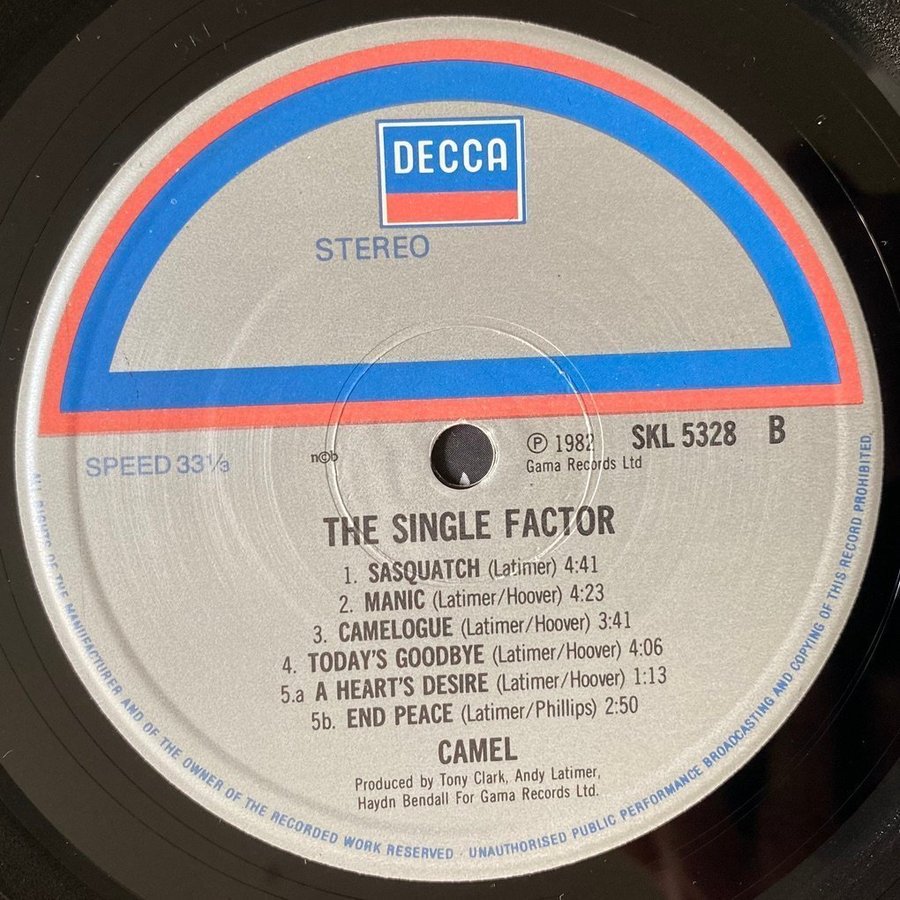 DECCA
STEREO
SPEED 33⅓
n©b
℗ 1982
Gama Records Ltd
SKL 5328 B
THE SINGLE FACTOR
1. SASQUATCH (Latimer) 4:41
2. MANIC (Latimer/Hoover) 4:23
3. CAMELOGUE (Latimer/Hoover) 3:41
4. TODAY'S GOODBYE (Latimer/Hoover) 4:06
5.a A HEART'S DESIRE (Latimer/Hoover) 1:13
5b. END PEACE (Latimer/Phillips) 2:50
CAMEL
Produced by Tony Clark, Andy Latimer,
Haydn Bendall For Gama Records Ltd.
ALL RIGHTS OF THE MANUFACTURER AND OF THE OWNER OF THE RECORDED WORK RESERVED · UNAUTHORISED PUBLIC PERFORMANCE BROADCASTING AND COPYING OF THIS RECORD PROHIBITED.